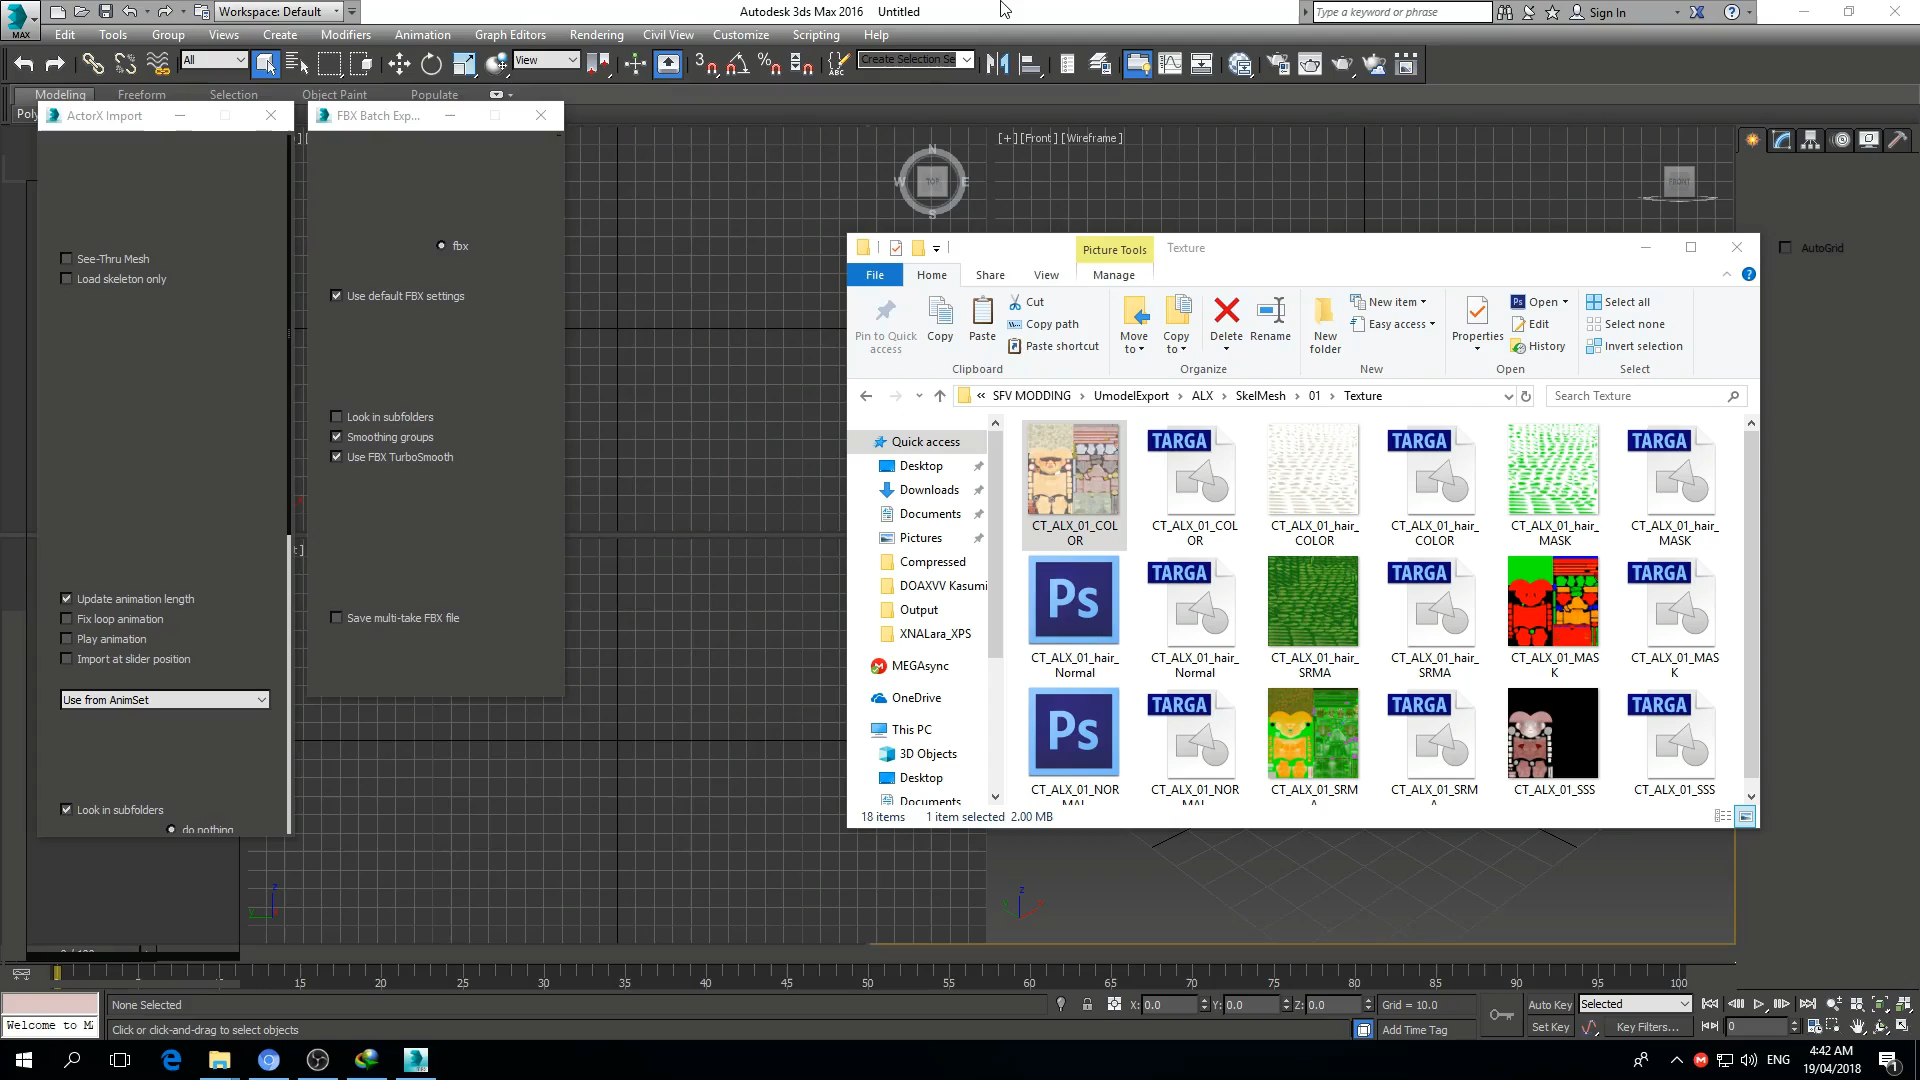 Workspace: Default
Autodesk 3ds Max 2016 Untitled
Type a keyword or phrase
Sign In
MAX
Edit Tools Group Views Create Modifiers Animation Graph Editors Rendering Civil View Customize Scripting Help
All
View
Create Selection Se
Modeling Freeform Selection Object Paint Populate
Poly
ActorX Import
FBX Batch Exp...
[+] [Front] [Wireframe]
N
W TOP E
S
FRONT
AutoGrid
See-Thru Mesh
Load skeleton only
Update animation length
Fix loop animation
Play animation
Import at slider position
Use from AnimSet
Look in subfolders
do nothing
fbx
Use default FBX settings
Look in subfolders
Smoothing groups
Use FBX TurboSmooth
Save multi-take FBX file
Picture Tools Texture
File Home Share View Manage
Pin to Quick access
Copy
Paste
Cut
Copy path
Paste shortcut
Clipboard
Move to
Copy to
Delete
Rename
Organize
New folder
New item
Easy access
New
Properties
Open
Edit
History
Open
Select all
Select none
Invert selection
Select
« SFV MODDING > UmodelExport > ALX > SkelMesh > 01 > Texture
Search Texture
Quick access
Desktop
Downloads
Documents
Pictures
Compressed
DOAXVV Kasumi
Output
XNALara_XPS
MEGAsync
OneDrive
This PC
3D Objects
Desktop
Documents
TARGA TARGA TARGA
CT_ALX_01_COLOR CT_ALX_01_COLOR CT_ALX_01_hair_COLOR CT_ALX_01_hair_COLOR CT_ALX_01_hair_MASK CT_ALX_01_hair_MASK
Ps TARGA TARGA TARGA
CT_ALX_01_hair_Normal CT_ALX_01_hair_Normal CT_ALX_01_hair_SRMA CT_ALX_01_hair_SRMA CT_ALX_01_MASK CT_ALX_01_MASK
Ps TARGA TARGA TARGA
CT_ALX_01_NORMAL CT_ALX_01_NORMAL CT_ALX_01_SRMA CT_ALX_01_SRMA CT_ALX_01_SSS CT_ALX_01_SSS
18 items 1 item selected 2.00 MB
15 20 25 30 35 40 45 50 55 60 65 70 75 80 85 90 95 100
None Selected
X: 0.0 Y: 0.0 Z: 0.0 Grid = 10.0
Auto Key Selected
Welcome to M
Click or click-and-drag to select objects
Add Time Tag
Set Key Key Filters... 0
ENG
4:42 AM
19/04/2018
1